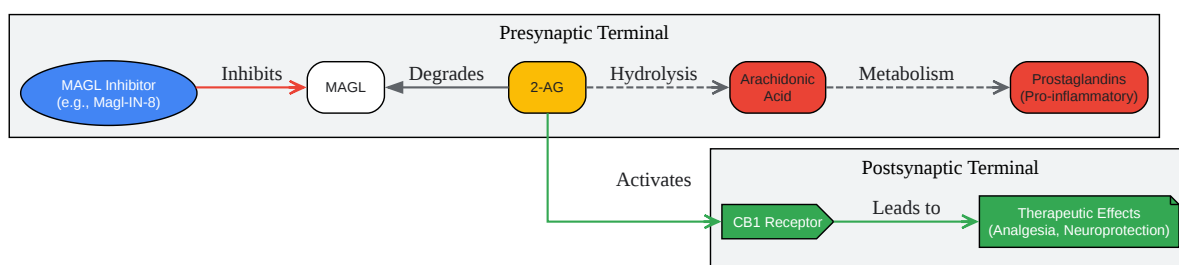 Presynaptic Terminal
MAGL Inhibitor
(e.g., Magl-IN-8)
Inhibits
MAGL
Degrades
2-AG
Hydrolysis
Arachidonic
Acid
Metabolism
Prostaglandins
(Pro-inflammatory)
Postsynaptic Terminal
Activates
CB1 Receptor
Leads to
Therapeutic Effects
(Analgesia, Neuroprotection)